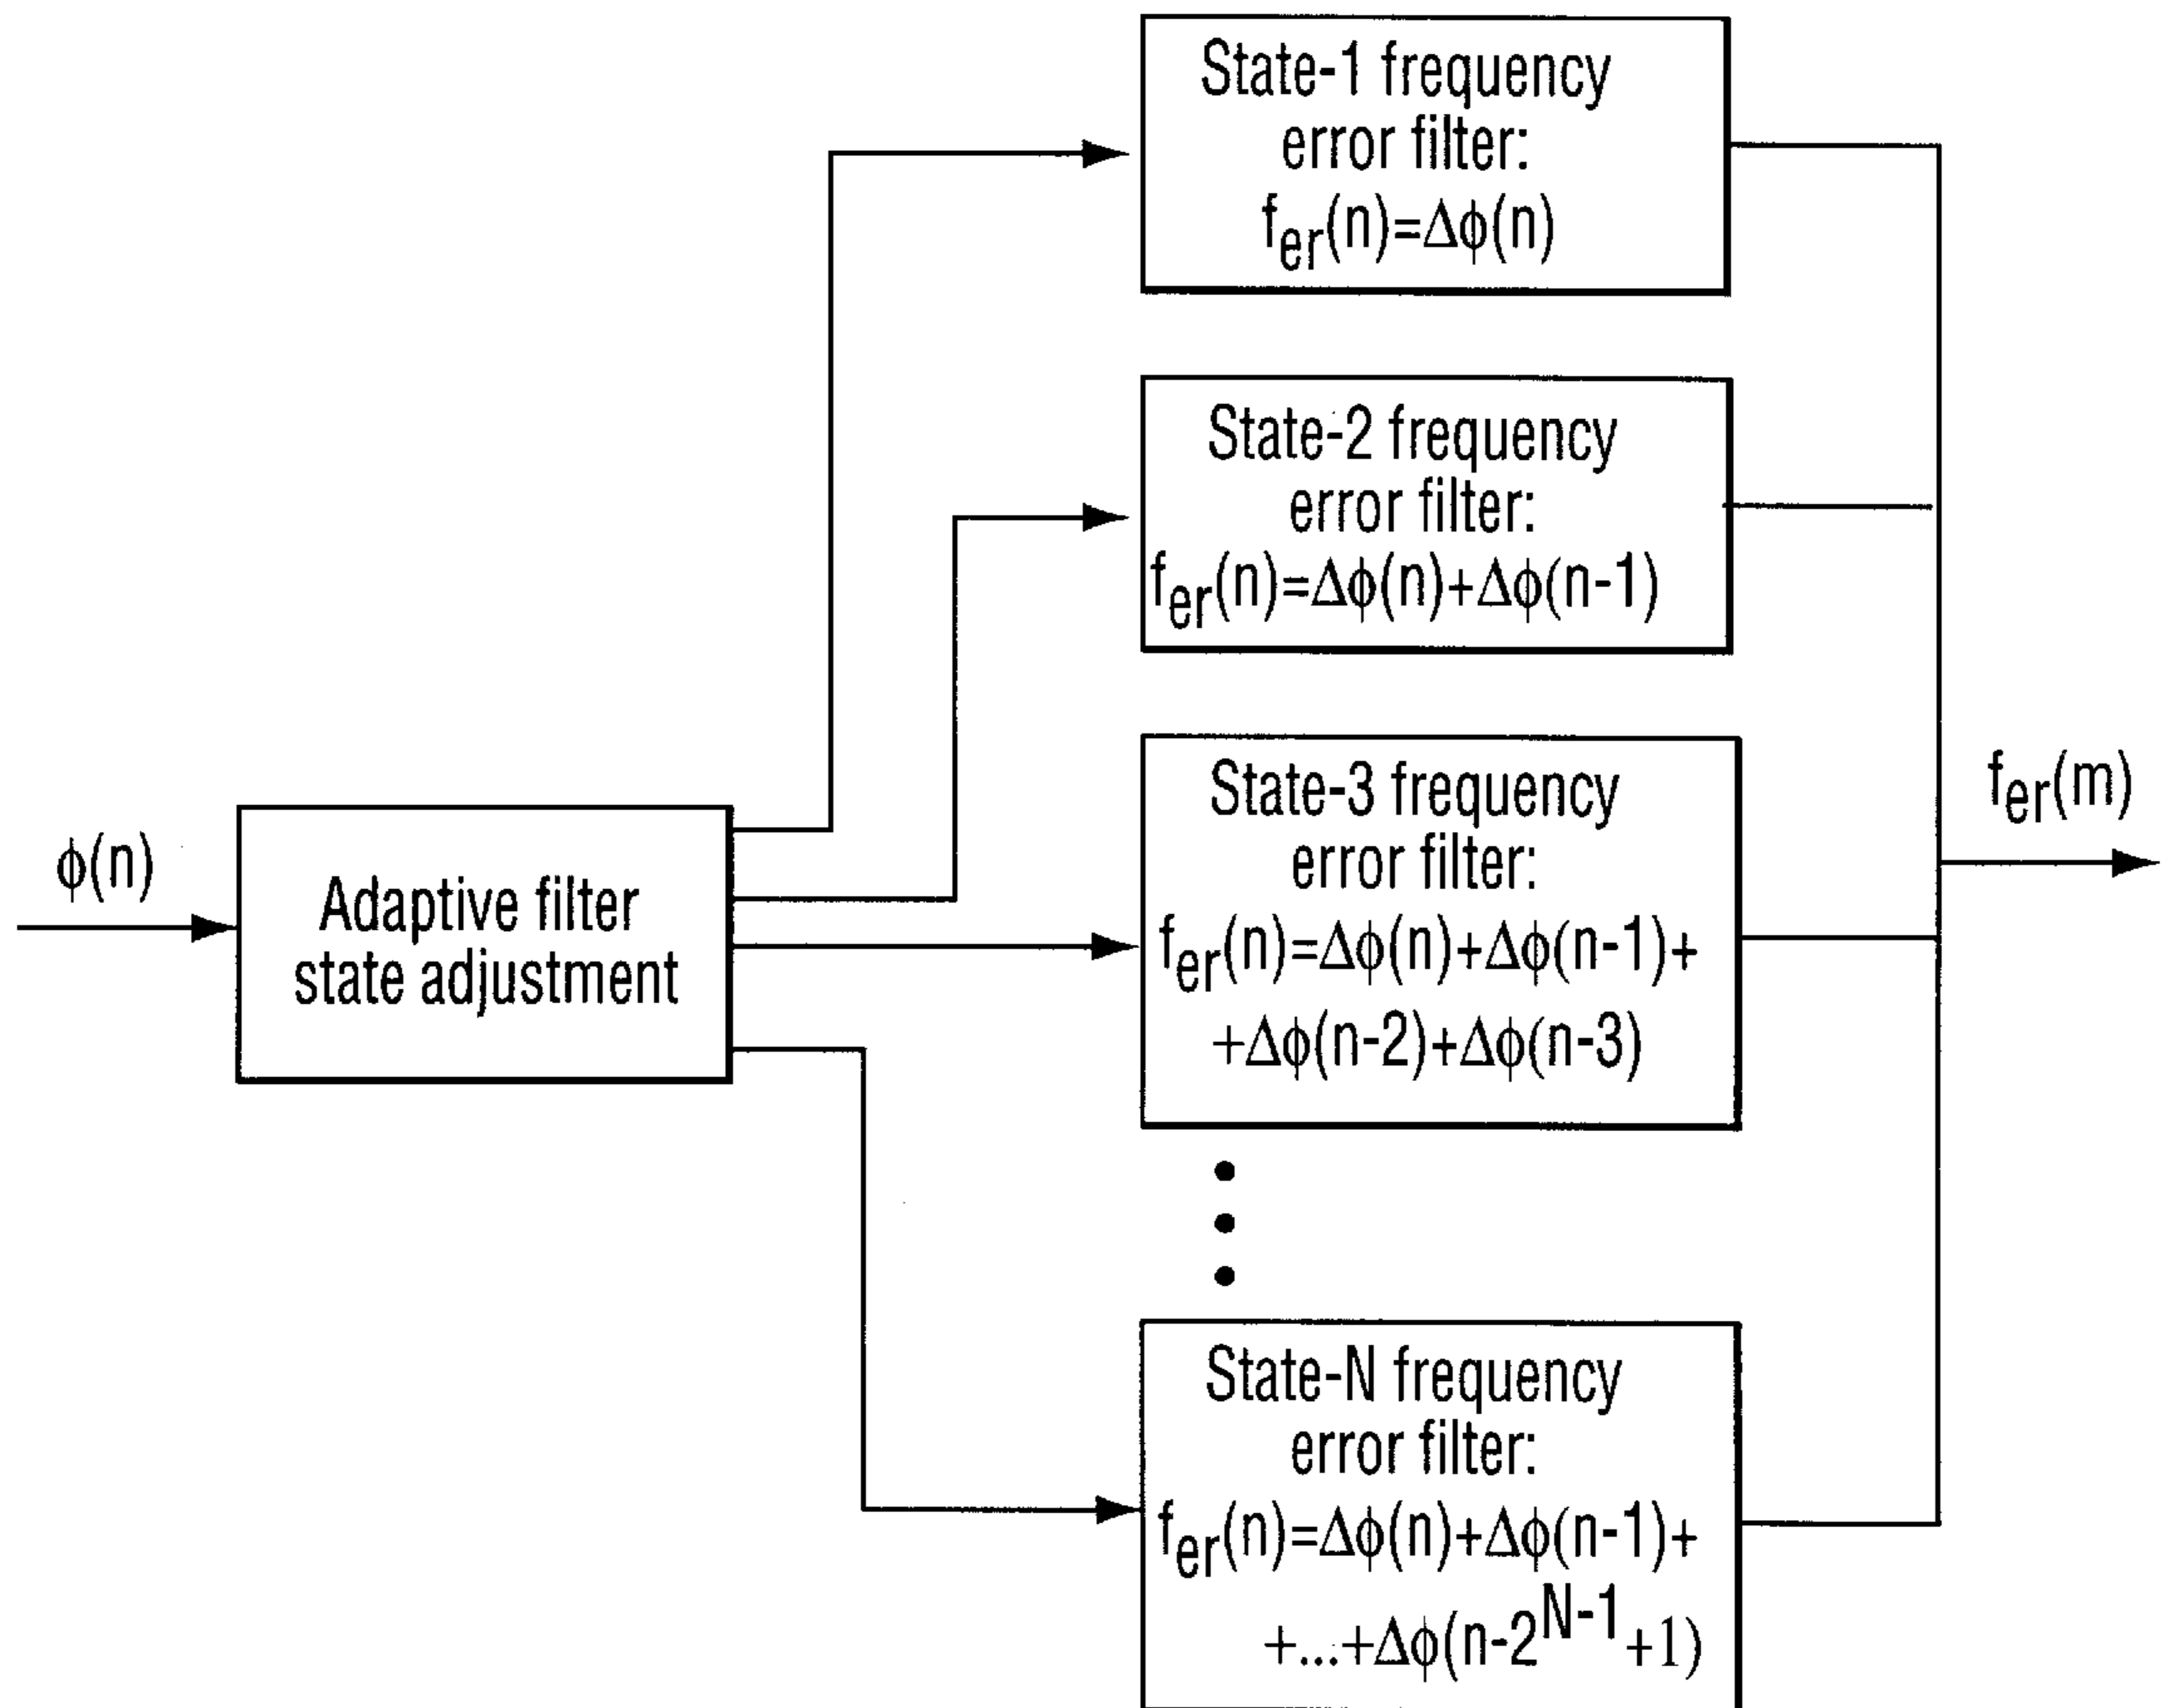 State-1 frequency
error filter:
fer(n)=Δϕ(n)
State-2 frequency
error filter:
fer(n)=Δϕ(n)+Δϕ(n-1)
State-3 frequency
error filter:
fer(n)=Δϕ(n)+Δϕ(n-1)+
+Δϕ(n-2)+Δϕ(n-3)
fer(m)
ϕ(n)
Adaptive filter
state adjustment
State-N frequency
error filter:
fer(n)=Δϕ(n)+Δϕ(n-1)+
+...+Δϕ(n-2^N-1+1)